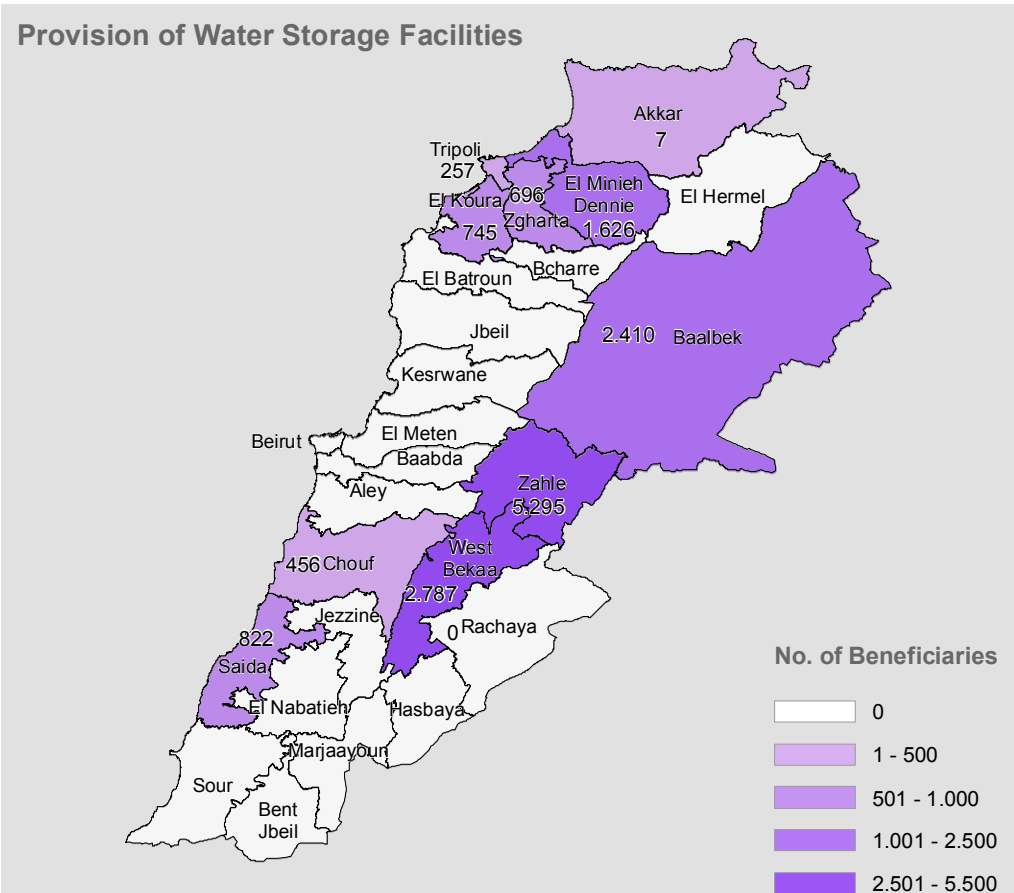 Provision of Water Storage Facilities
Akkar
7
Tripoli
257
El Koura
745
696
Zgharta
El Minieh
Dennie
1.626
El Hermel
Bcharre
El Batroun
2.410
Baalbek
Jbeil
Kesrwane
El Meten
Beirut
Baabda
Aley
Zahle
5.295
West
Bekaa
2.787
456
Chouf
Jezzine
0
Rachaya
822
Saida
El Nabatieh
Hasbaya
Marjaayoun
Sour
Bent
Jbeil
No. of Beneficiaries
0
1 - 500
501 - 1.000
1.001 - 2.500
2.501 - 5.500